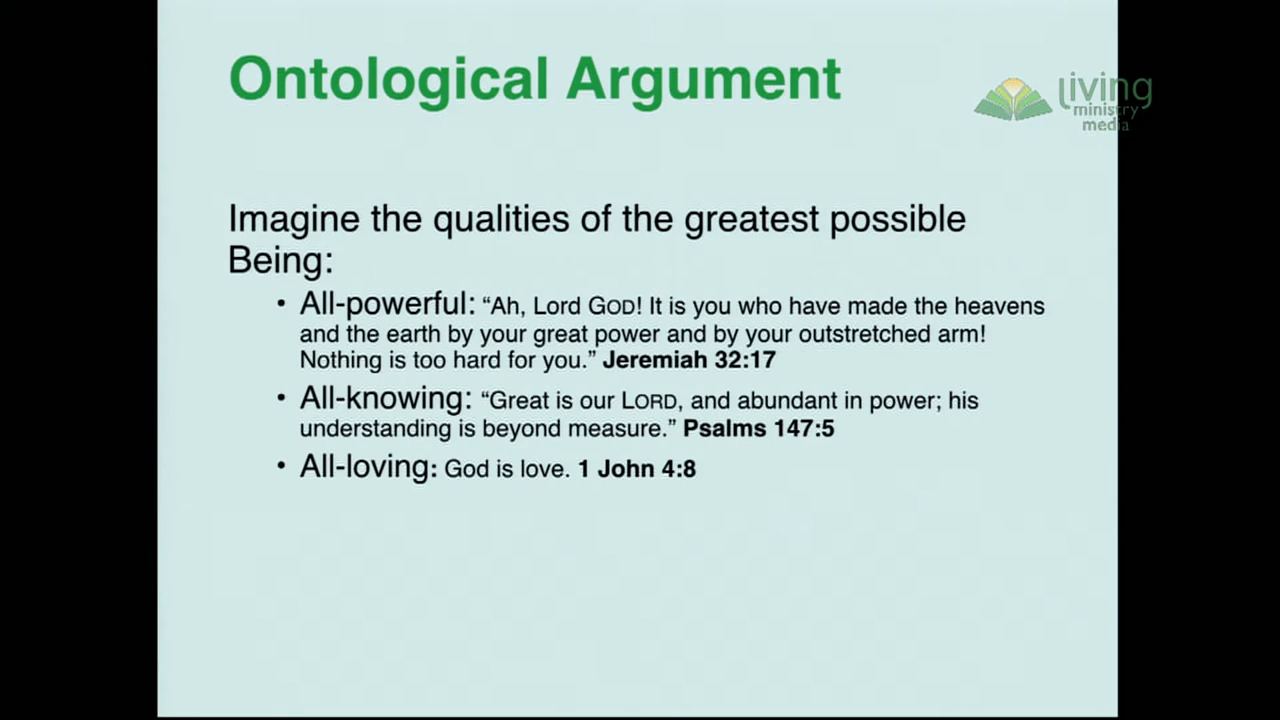 Ontological Argument
living
ministry
media
Imagine the qualities of the greatest possible
Being:
• All-powerful: “Ah, Lord GOD! It is you who have made the heavens
and the earth by your great power and by your outstretched arm!
Nothing is too hard for you.” Jeremiah 32:17
• All-knowing: “Great is our LORD, and abundant in power; his
understanding is beyond measure.” Psalms 147:5
• All-loving: God is love. 1 John 4:8